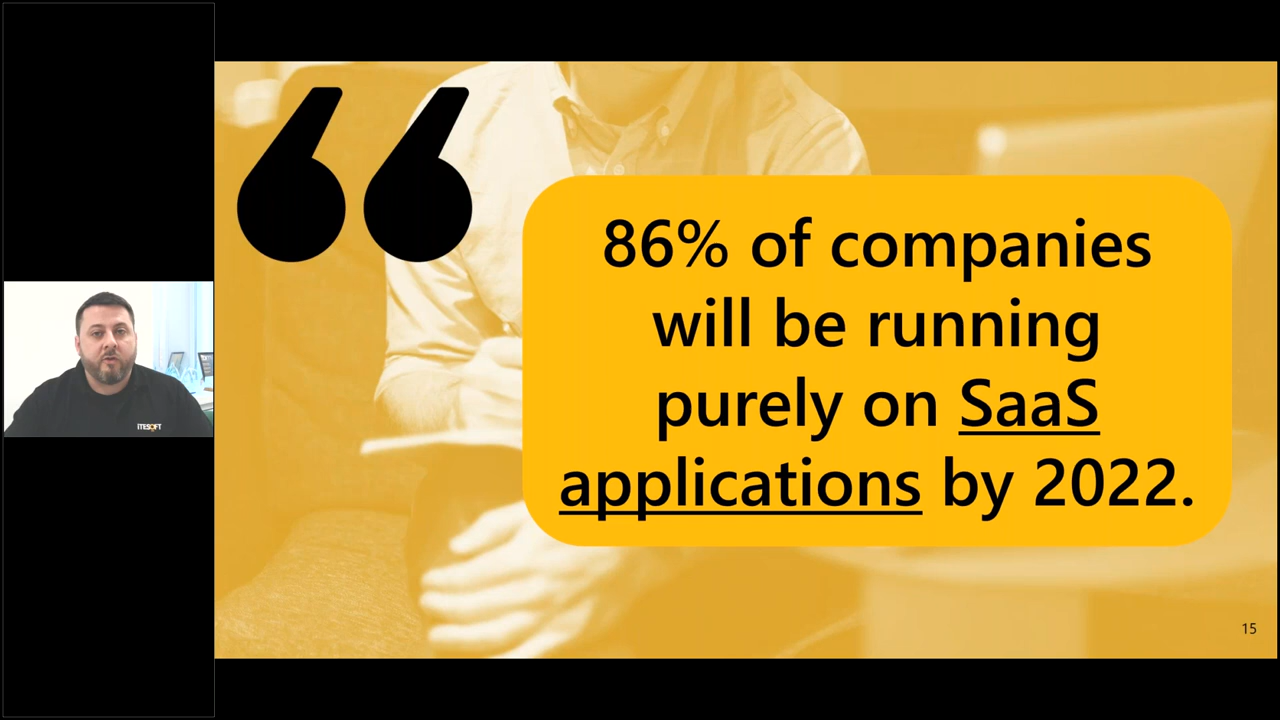 86% of companies
will be running
purely on SaaS
applications by 2022.
iTESOFT
15